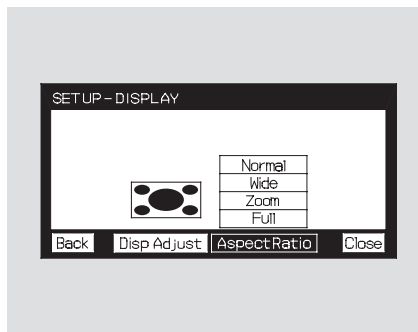 SETUP-DISPLAY
Normal
Wide
Zoom
Full
Back Disp Adjust AspectRatio Close